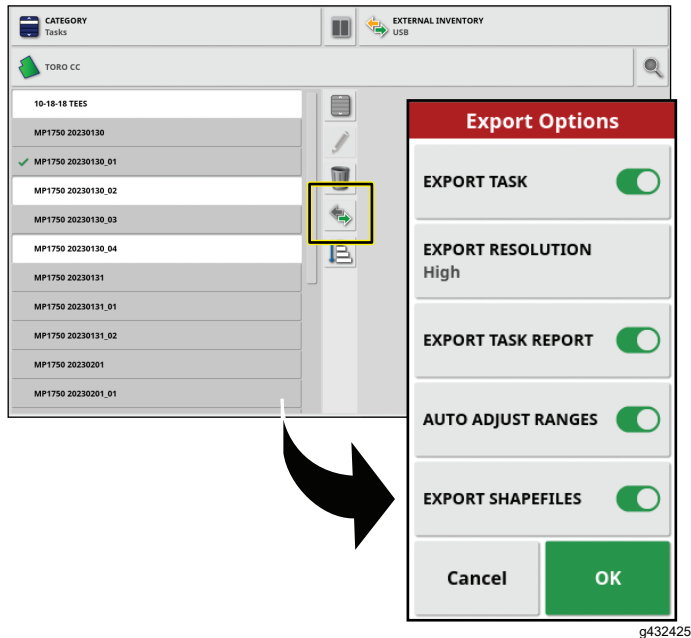 CATEGORY
Tasks
EXTERNAL INVENTORY
USB
TORO CC
10-18-18 TEES
MP1750 20230130
MP1750 20230130_01
MP1750 20230130_02
MP1750 20230130_03
MP1750 20230130_04
MP1750 20230131
MP1750 20230131_01
MP1750 20230131_02
MP1750 20230201
MP1750 20230201_01
Export Options
EXPORT TASK
EXPORT RESOLUTION
High
EXPORT TASK REPORT
AUTO ADJUST RANGES
EXPORT SHAPEFILES
Cancel
OK
g432425